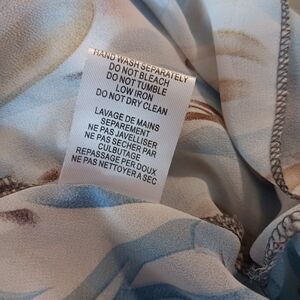 HAND WASH SEPARATELY
DO NOT BLEACH
DO NOT TUMBLE
LOW IRON
DO NOT DRY CLEAN
LAVAGE DE MAINS
SEPAREMENT
NE PAS JAVELLISER
NE PAS SECHER PAR
CULBUTAGE
REPASSAGE PER DOUX
NE PAS NETTOYER A SEC